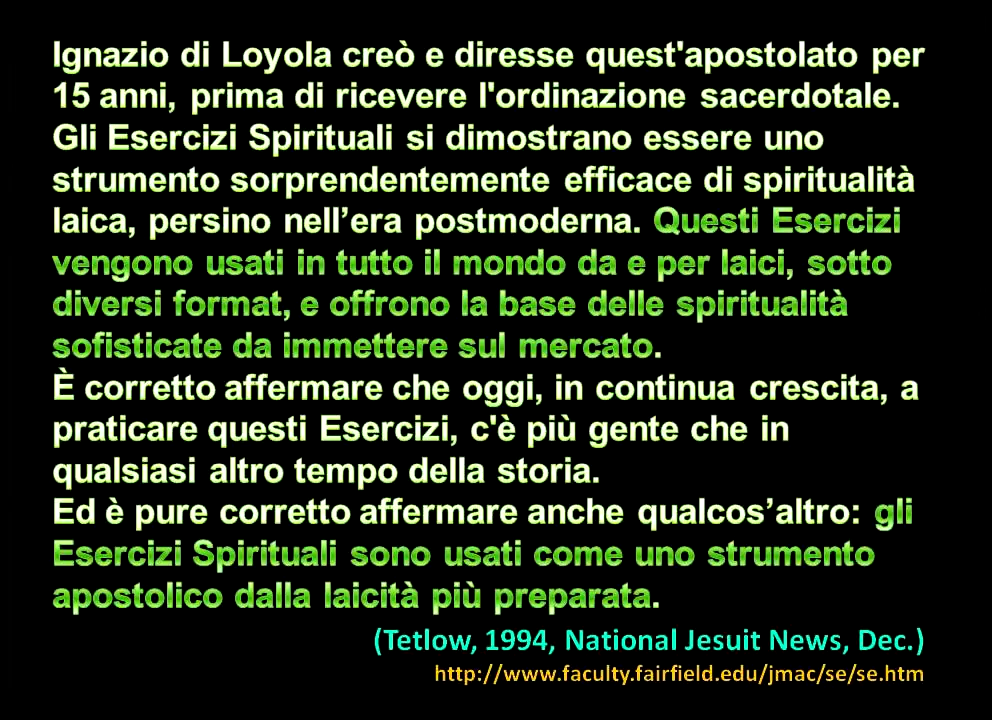 Ignazio di Loyola creò e diresse quest'apostolato per
15 anni, prima di ricevere l'ordinazione sacerdotale.
Gli Esercizi Spirituali si dimostrano essere uno
strumento sorprendentemente efficace di spiritualità
laica, persino nell’era postmoderna. Questi Esercizi
vengono usati in tutto il mondo da e per laici, sotto
diversi format, e offrono la base delle spiritualità
sofisticate da immettere sul mercato.
È corretto affermare che oggi, in continua crescita, a
praticare questi Esercizi, c'è più gente che in
qualsiasi altro tempo della storia.
Ed è pure corretto affermare anche qualcos’altro: gli
Esercizi Spirituali sono usati come uno strumento
apostolico dalla laicità più preparata.
(Tetlow, 1994, National Jesuit News, Dec.)
http://www.faculty.fairfield.edu/jmac/se/se.htm